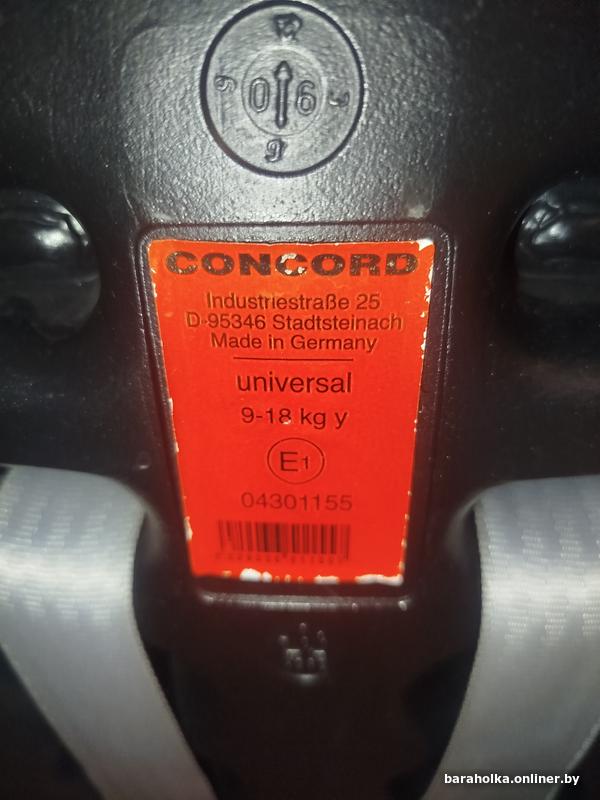 06
CONCORD
Industriestraße 25
D-95346 Stadtsteinach
Made in Germany
universal
9-18 kg y
E1
04301155
baraholka.onliner.by